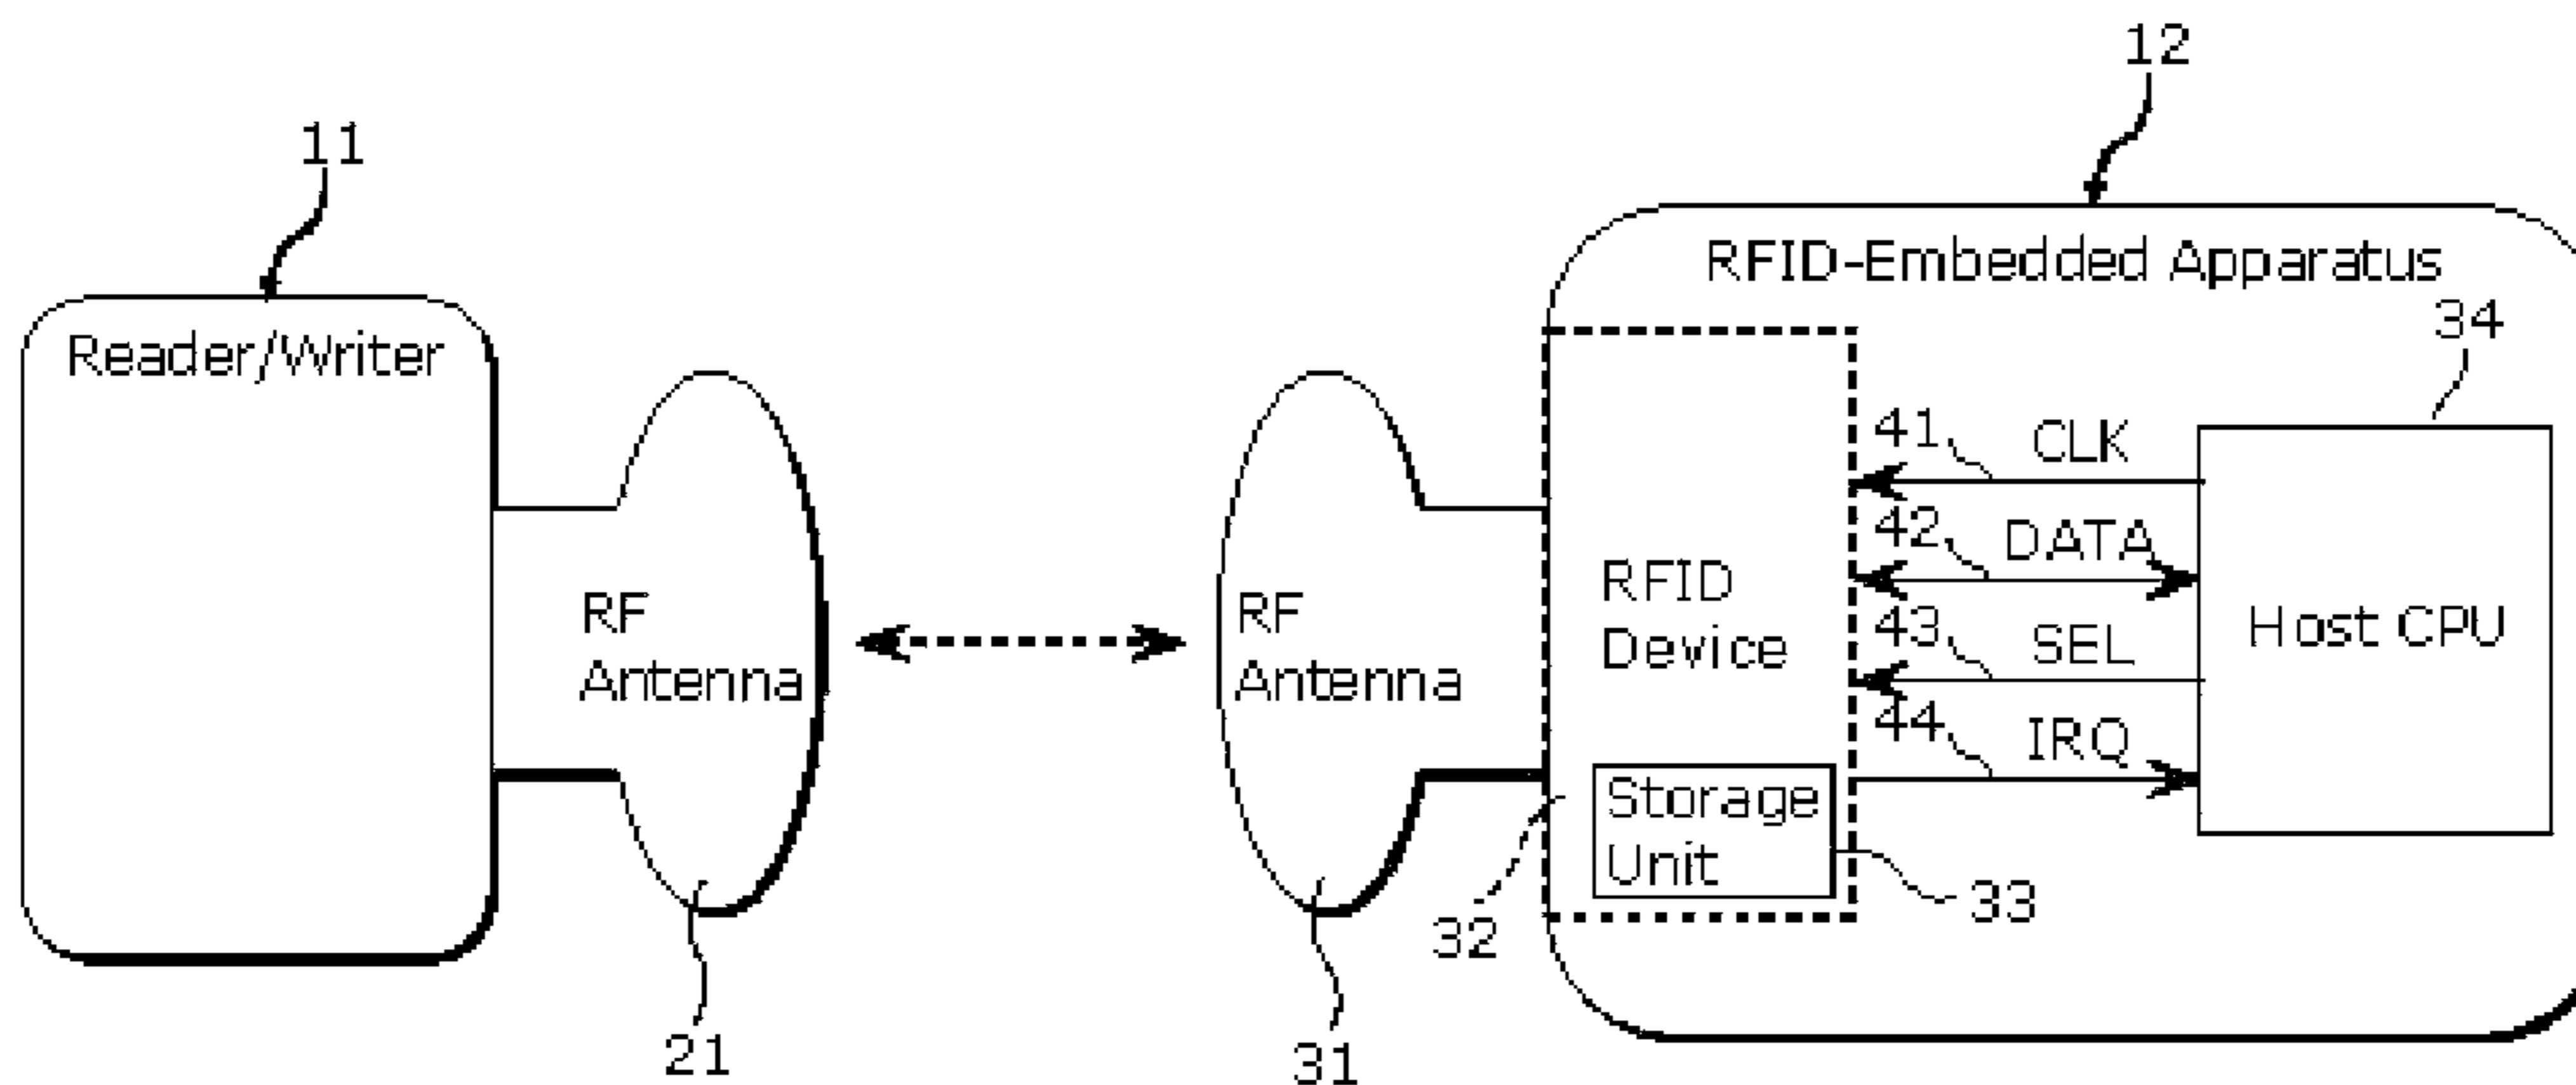 12
11
RFID-Embedded Apparatus
34
Reader/Writer
41 CLK
42 DATA
RF
Antenna
RF
Antenna
RFID
Device
43 SEL
Host CPU
44 IRQ
Storage
Unit
32
33
21
31